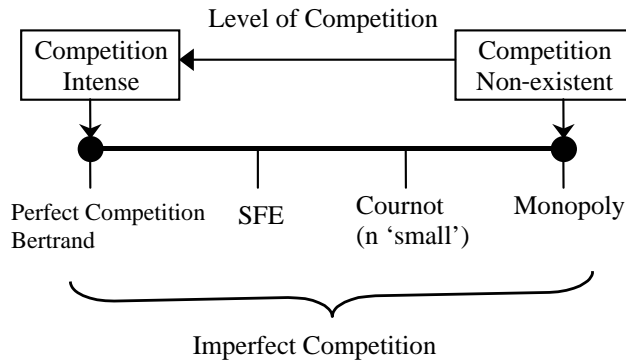 Level of Competition
Competition
Intense
Competition
Non-existent
Perfect Competition
Bertrand
SFE
Cournot
(n ‘small’)
Monopoly
Imperfect Competition